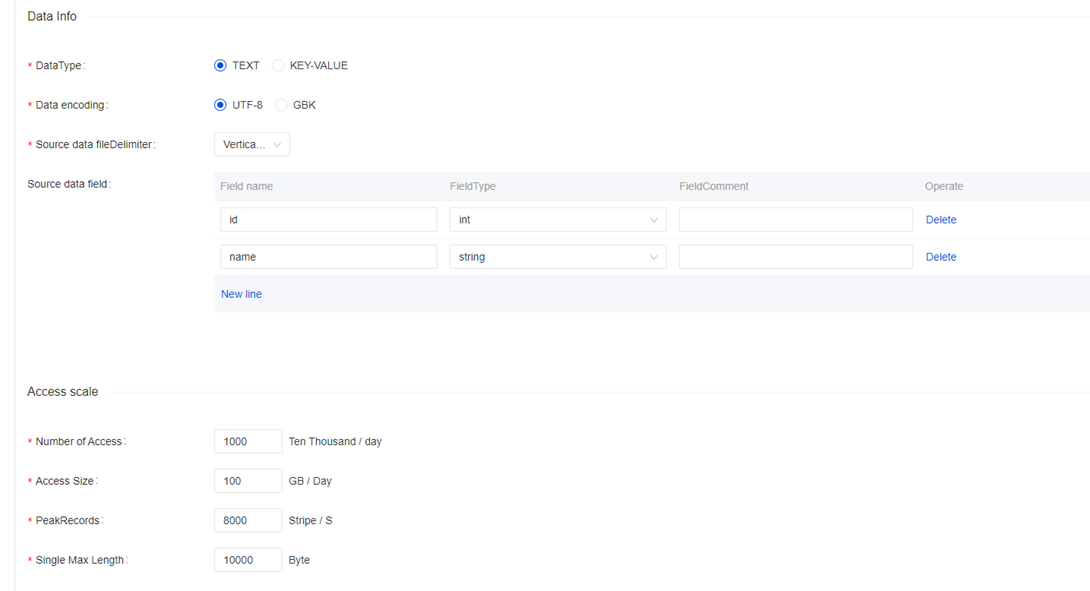 Data Info
* DataType:
TEXT
KEY-VALUE
* Data encoding:
UTF-8
GBK
* Source data fileDelimiter:
Vertica...
Source data field:
Field name
FieldType
FieldComment
Operate
id
int
Delete
name
string
Delete
New line
Access scale
* Number of Access:
1000
Ten Thousand / day
* Access Size:
100
GB / Day
* PeakRecords:
8000
Stripe / S
* Single Max Length:
10000
Byte